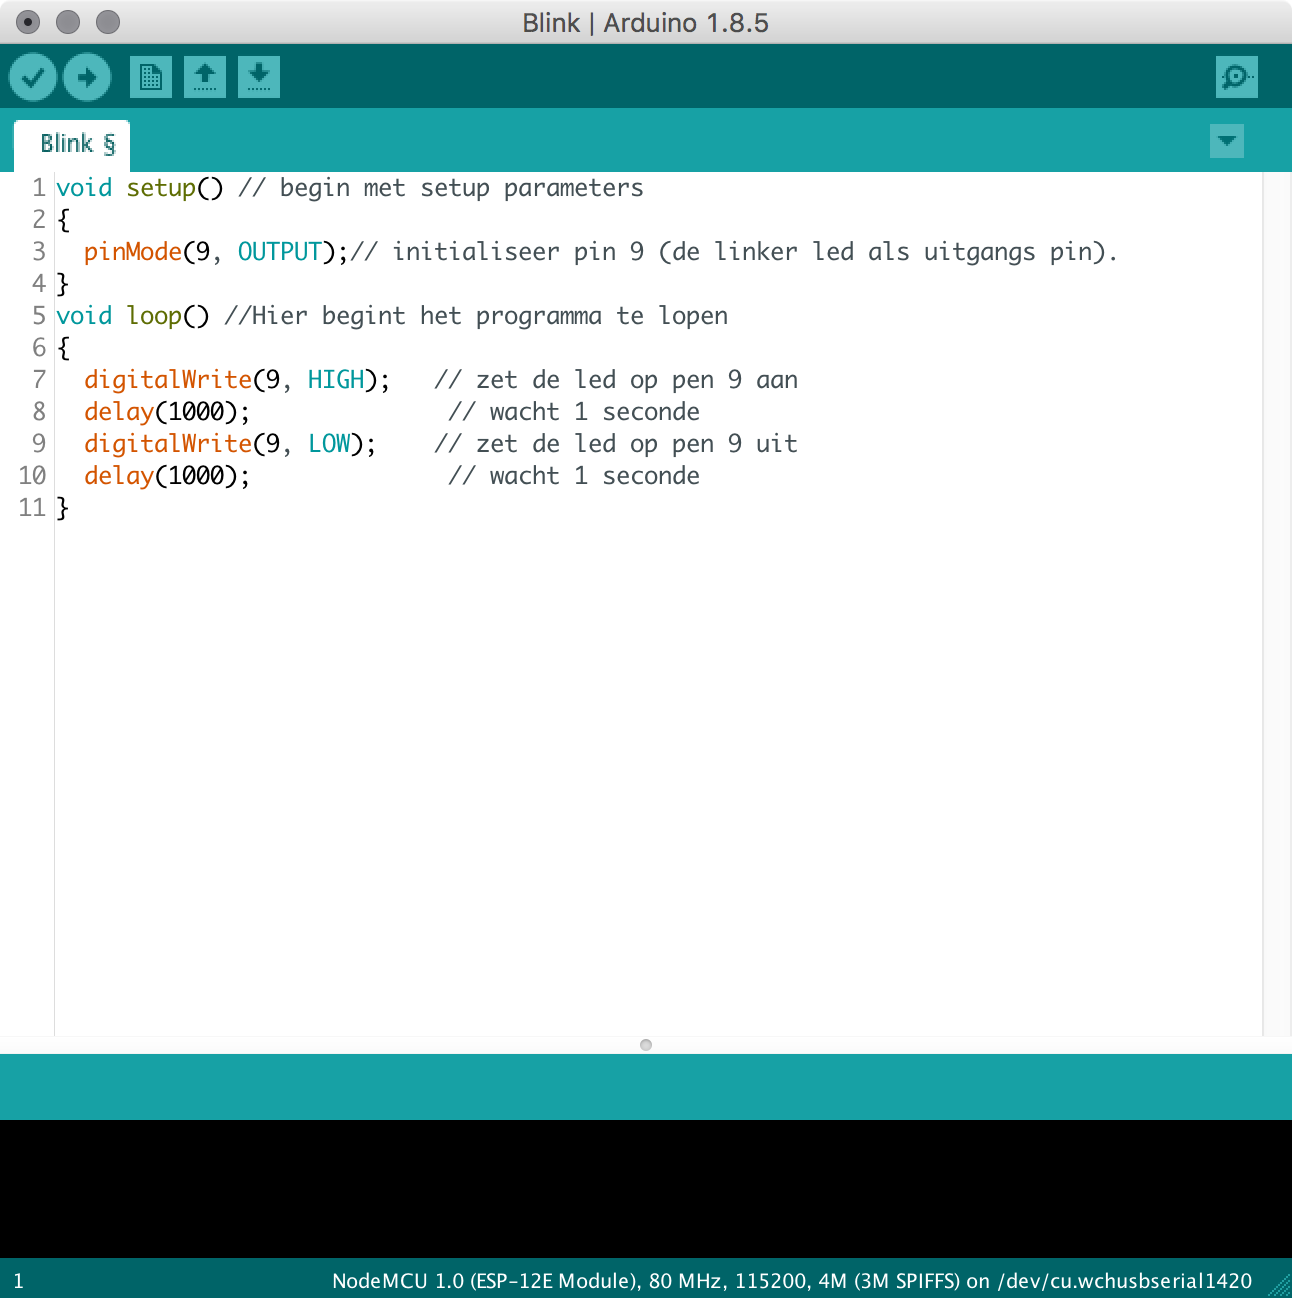 Blink | Arduino 1.8.5
Blink §
1 void setup() // begin met setup parameters
2 {
3   pinMode(9, OUTPUT);// initialiseer pin 9 (de linker led als uitgangs pin).
4 }
5 void loop() //Hier begint het programma te lopen
6 {
7   digitalWrite(9, HIGH);   // zet de led op pen 9 aan
8   delay(1000);              // wacht 1 seconde
9   digitalWrite(9, LOW);    // zet de led op pen 9 uit
10   delay(1000);              // wacht 1 seconde
11 }
1 NodeMCU 1.0 (ESP-12E Module), 80 MHz, 115200, 4M (3M SPIFFS) on /dev/cu.wchusbserial1420